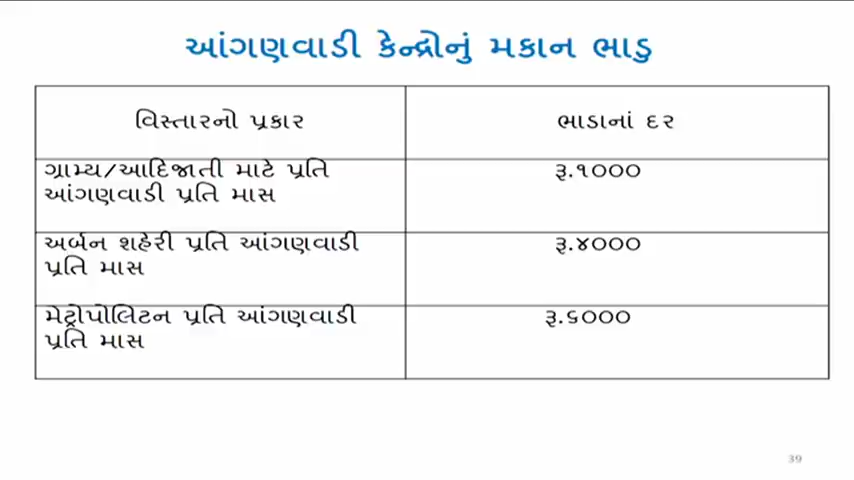 આંગણવાડી કેન્દ્રોનું મકાન ભાડુ
વિસ્તારનો પ્રકાર
ભાડાનાં દર
ગ્રામ્ય/આદિજાતી માટે પ્રતિ
આંગણવાડી પ્રતિ માસ
રૂ.૧૦૦૦
અર્બન શહેરી પ્રતિ આંગણવાડી
પ્રતિ માસ
રૂ.૪૦૦૦
મેટ્રોપોલિટન પ્રતિ આંગણવાડી
પ્રતિ માસ
રૂ.૬૦૦૦
39